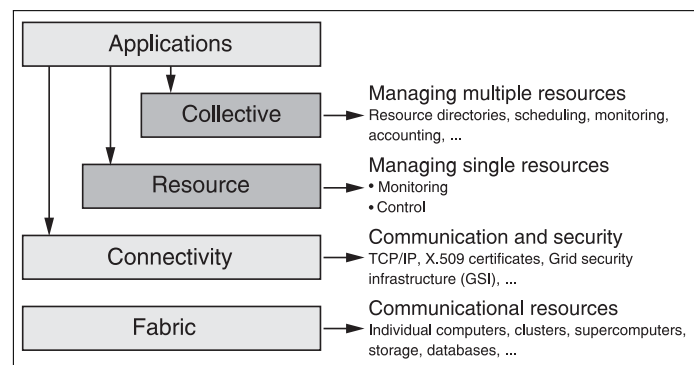 Applications
Collective
Managing multiple resources
Resource directories, scheduling, monitoring,
accounting, ...
Resource
Managing single resources
• Monitoring
• Control
Connectivity
Communication and security
TCP/IP, X.509 certificates, Grid security
infrastructure (GSI), ...
Fabric
Communicational resources
Individual computers, clusters, supercomputers,
storage, databases, ...